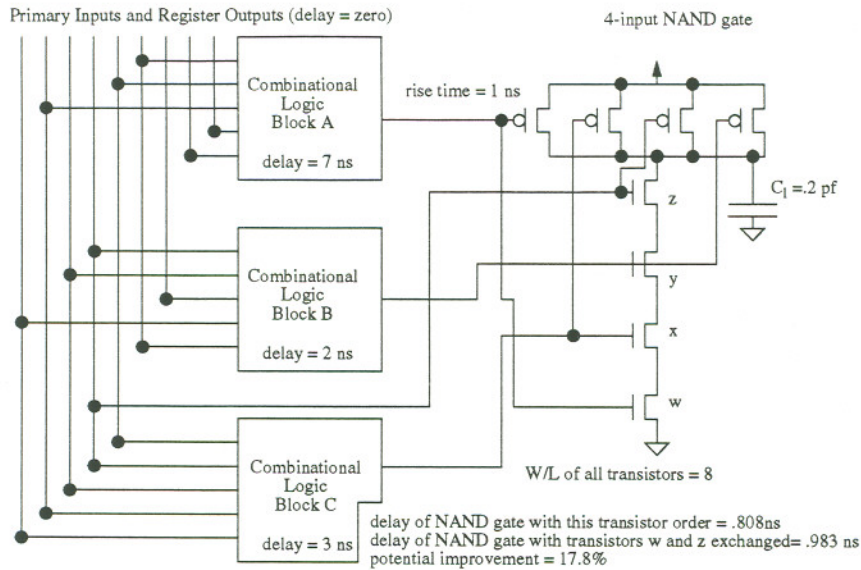 Primary Inputs and Register Outputs (delay = zero)
4-input NAND gate
Combinational
Logic
Block A
delay = 7 ns
rise time = 1 ns
C1 =.2 pf
z
Combinational
Logic
Block B
delay = 2 ns
y
x
w
Combinational
Logic
Block C
delay = 3 ns
W/L of all transistors = 8
delay of NAND gate with this transistor order = .808ns
delay of NAND gate with transistors w and z exchanged= .983 ns
potential improvement = 17.8%